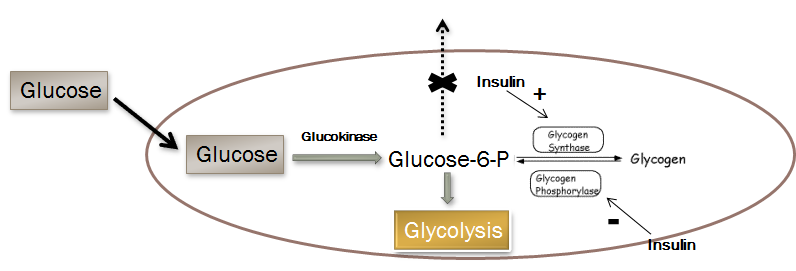 Glucose
Glucose
Glucokinase
Glucose-6-P
Glycolysis
Insulin
+
Glycogen
Synthase
Glycogen
Phosphorylase
Glycogen
-
Insulin